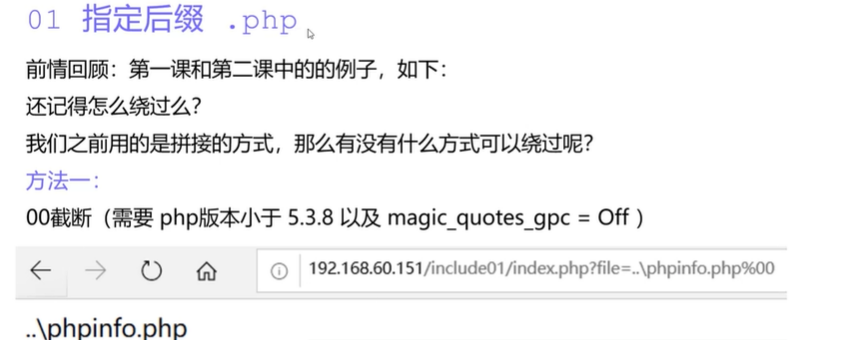 01 指定后缀 .php
前情回顾：第一课和第二课中的的例子，如下：
还记得怎么绕过么？
我们之前用的是拼接的方式，那么有没有什么方式可以绕过呢？
方法一：
00截断（需要 php版本小于 5.3.8 以及 magic_quotes_gpc = Off ）
192.168.60.151/include01/index.php?file=..\phpinfo.php%00
..\phpinfo.php